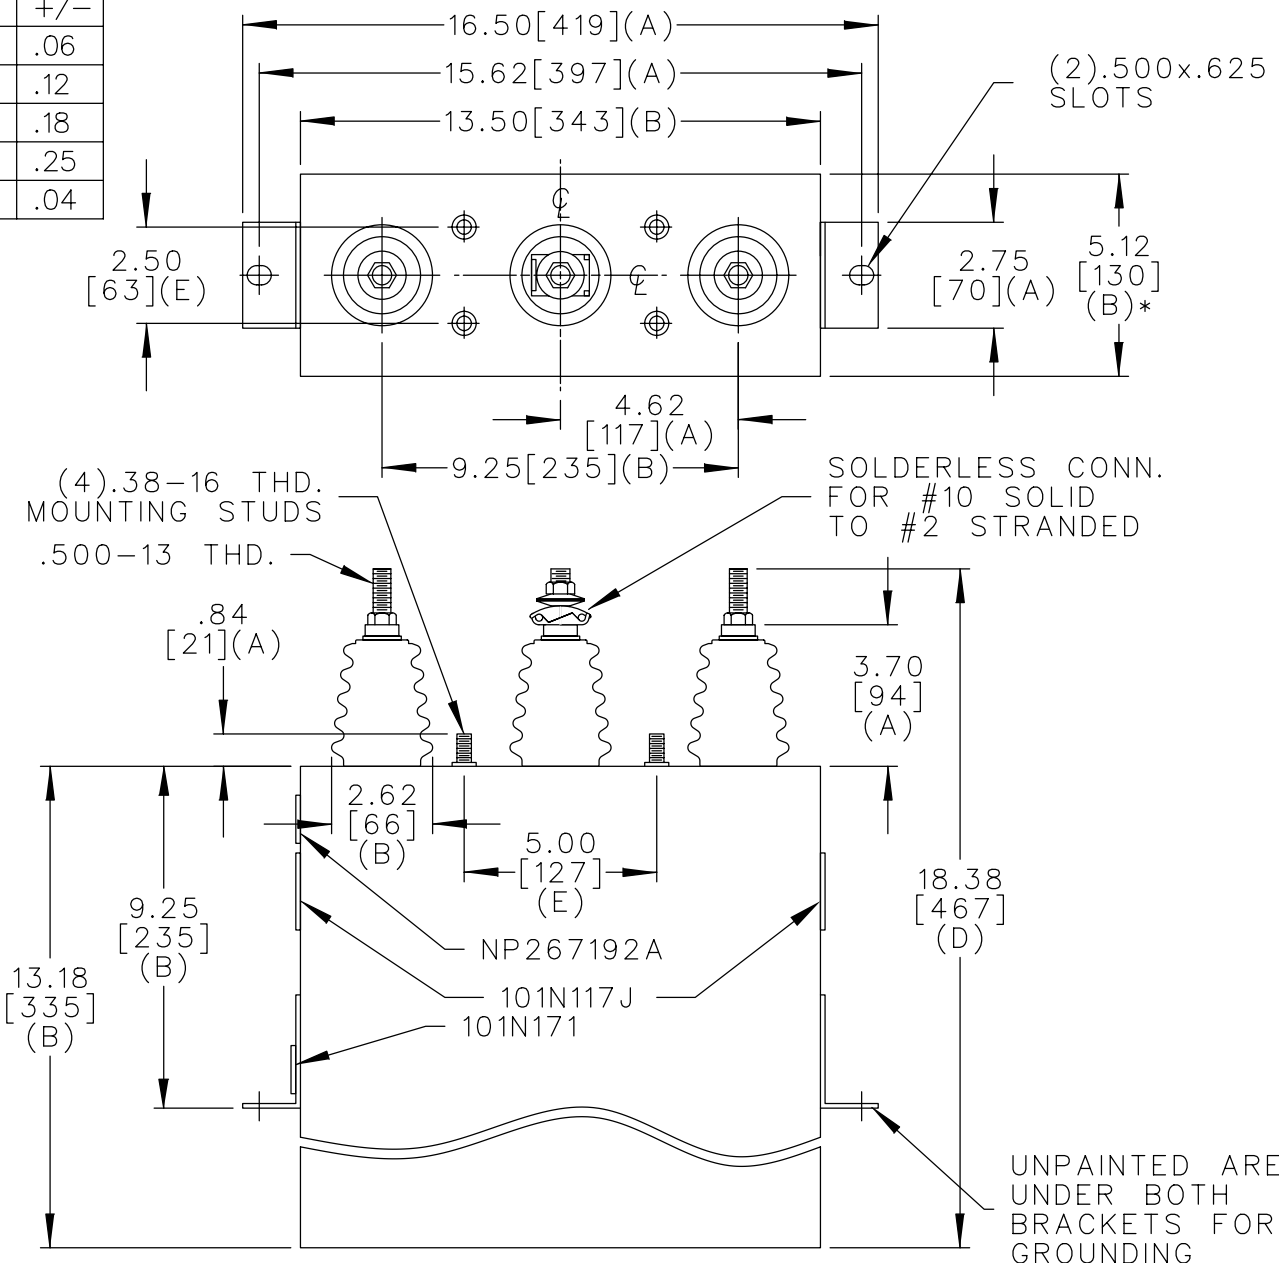 +/-
.06
.12
.18
.25
.04
16.50[419](A)
15.62[397](A)
13.50[343](B)
(2).500x.625
SLOTS
2.50
[63](E)
℄
℄
2.75
[70](A)
5.12
[130]
(B)*
4.62
[117](A)
9.25[235](B)
(4).38-16 THD.
MOUNTING STUDS
.500-13 THD.
SOLDERLESS CONN.
FOR #10 SOLID
TO #2 STRANDED
.84
[21](A)
3.70
[94]
(A)
2.62
[66]
(B)
5.00
[127]
(E)
18.38
[467]
(D)
9.25
[235]
(B)
13.18
[335]
(B)
NP267192A
101N117J
101N171
UNPAINTED ARE
UNDER BOTH
BRACKETS FOR
GROUNDING